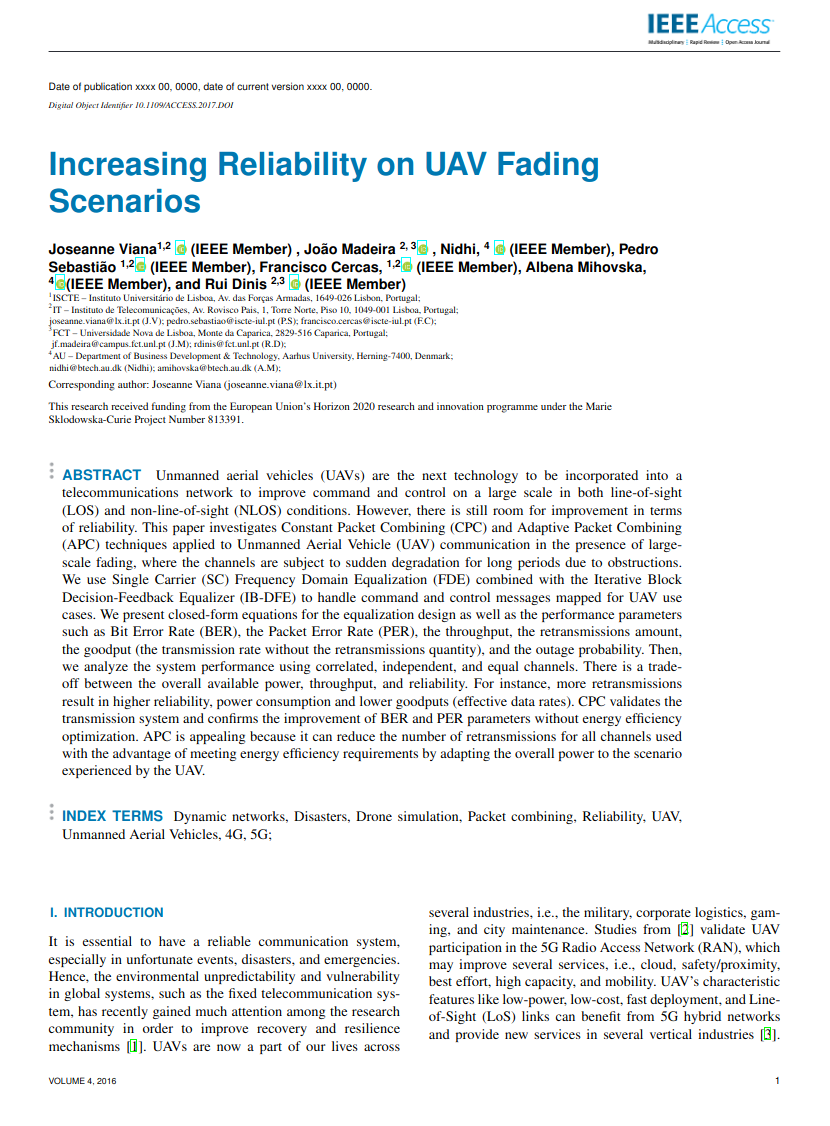 IEEE Access
Multidisciplinary | Rapid Review | Open Access Journal
Date of publication xxxx 00, 0000, date of current version xxxx 00, 0000.
Digital Object Identifier 10.1109/ACCESS.2017.DOI
Increasing Reliability on UAV Fading
Scenarios
Joseanne Viana1,2 (IEEE Member) , João Madeira 2, 3 , Nidhi, 4 (IEEE Member), Pedro
Sebastião 1,2 (IEEE Member), Francisco Cercas, 1,2 (IEEE Member), Albena Mihovska,
4 (IEEE Member), and Rui Dinis 2,3 (IEEE Member)
1 ISCTE – Instituto Universitário de Lisboa, Av. das Forças Armadas, 1649-026 Lisbon, Portugal;
2 IT – Instituto de Telecomunicações, Av. Rovisco Pais, 1, Torre Norte, Piso 10, 1049-001 Lisboa, Portugal;
joseanne.viana@lx.it.pt (J.V); pedro.sebastiao@iscte-iul.pt (P.S); francisco.cercas@iscte-iul.pt (F.C);
3 FCT – Universidade Nova de Lisboa, Monte da Caparica, 2829-516 Caparica, Portugal;
jf.madeira@campus.fct.unl.pt (J.M); rdinis@fct.unl.pt (R.D);
4 AU – Department of Business Development & Technology, Aarhus University, Herning-7400, Denmark;
nidhi@btech.au.dk (Nidhi); amihovska@btech.au.dk (A.M);
Corresponding author: Joseanne Viana (joseanne.viana@lx.it.pt)
This research received funding from the European Union's Horizon 2020 research and innovation programme under the Marie
Sklodowska-Curie Project Number 813391.
ABSTRACT Unmanned aerial vehicles (UAVs) are the next technology to be incorporated into a
telecommunications network to improve command and control on a large scale in both line-of-sight
(LOS) and non-line-of-sight (NLOS) conditions. However, there is still room for improvement in terms
of reliability. This paper investigates Constant Packet Combining (CPC) and Adaptive Packet Combining
(APC) techniques applied to Unmanned Aerial Vehicle (UAV) communication in the presence of large-
scale fading, where the channels are subject to sudden degradation for long periods due to obstructions.
We use Single Carrier (SC) Frequency Domain Equalization (FDE) combined with the Iterative Block
Decision-Feedback Equalizer (IB-DFE) to handle command and control messages mapped for UAV use
cases. We present closed-form equations for the equalization design as well as the performance parameters
such as Bit Error Rate (BER), the Packet Error Rate (PER), the throughput, the retransmissions amount,
the goodput (the transmission rate without the retransmissions quantity), and the outage probability. Then,
we analyze the system performance using correlated, independent, and equal channels. There is a trade-
off between the overall available power, throughput, and reliability. For instance, more retransmissions
result in higher reliability, power consumption and lower goodputs (effective data rates). CPC validates the
transmission system and confirms the improvement of BER and PER parameters without energy efficiency
optimization. APC is appealing because it can reduce the number of retransmissions for all channels used
with the advantage of meeting energy efficiency requirements by adapting the overall power to the scenario
experienced by the UAV.
INDEX TERMS Dynamic networks, Disasters, Drone simulation, Packet combining, Reliability, UAV,
Unmanned Aerial Vehicles, 4G, 5G;
I. INTRODUCTION
It is essential to have a reliable communication system,
especially in unfortunate events, disasters, and emergencies.
Hence, the environmental unpredictability and vulnerability
in global systems, such as the fixed telecommunication sys-
tem, has recently gained much attention among the research
community in order to improve recovery and resilience
mechanisms [1]. UAVs are now a part of our lives across
several industries, i.e., the military, corporate logistics, gam-
ing, and city maintenance. Studies from [2] validate UAV
participation in the 5G Radio Access Network (RAN), which
may improve several services, i.e., cloud, safety/proximity,
best effort, high capacity, and mobility. UAV's characteristic
features like low-power, low-cost, fast deployment, and Line-
of-Sight (LoS) links can benefit from 5G hybrid networks
and provide new services in several vertical industries [3].
VOLUME 4, 2016
1